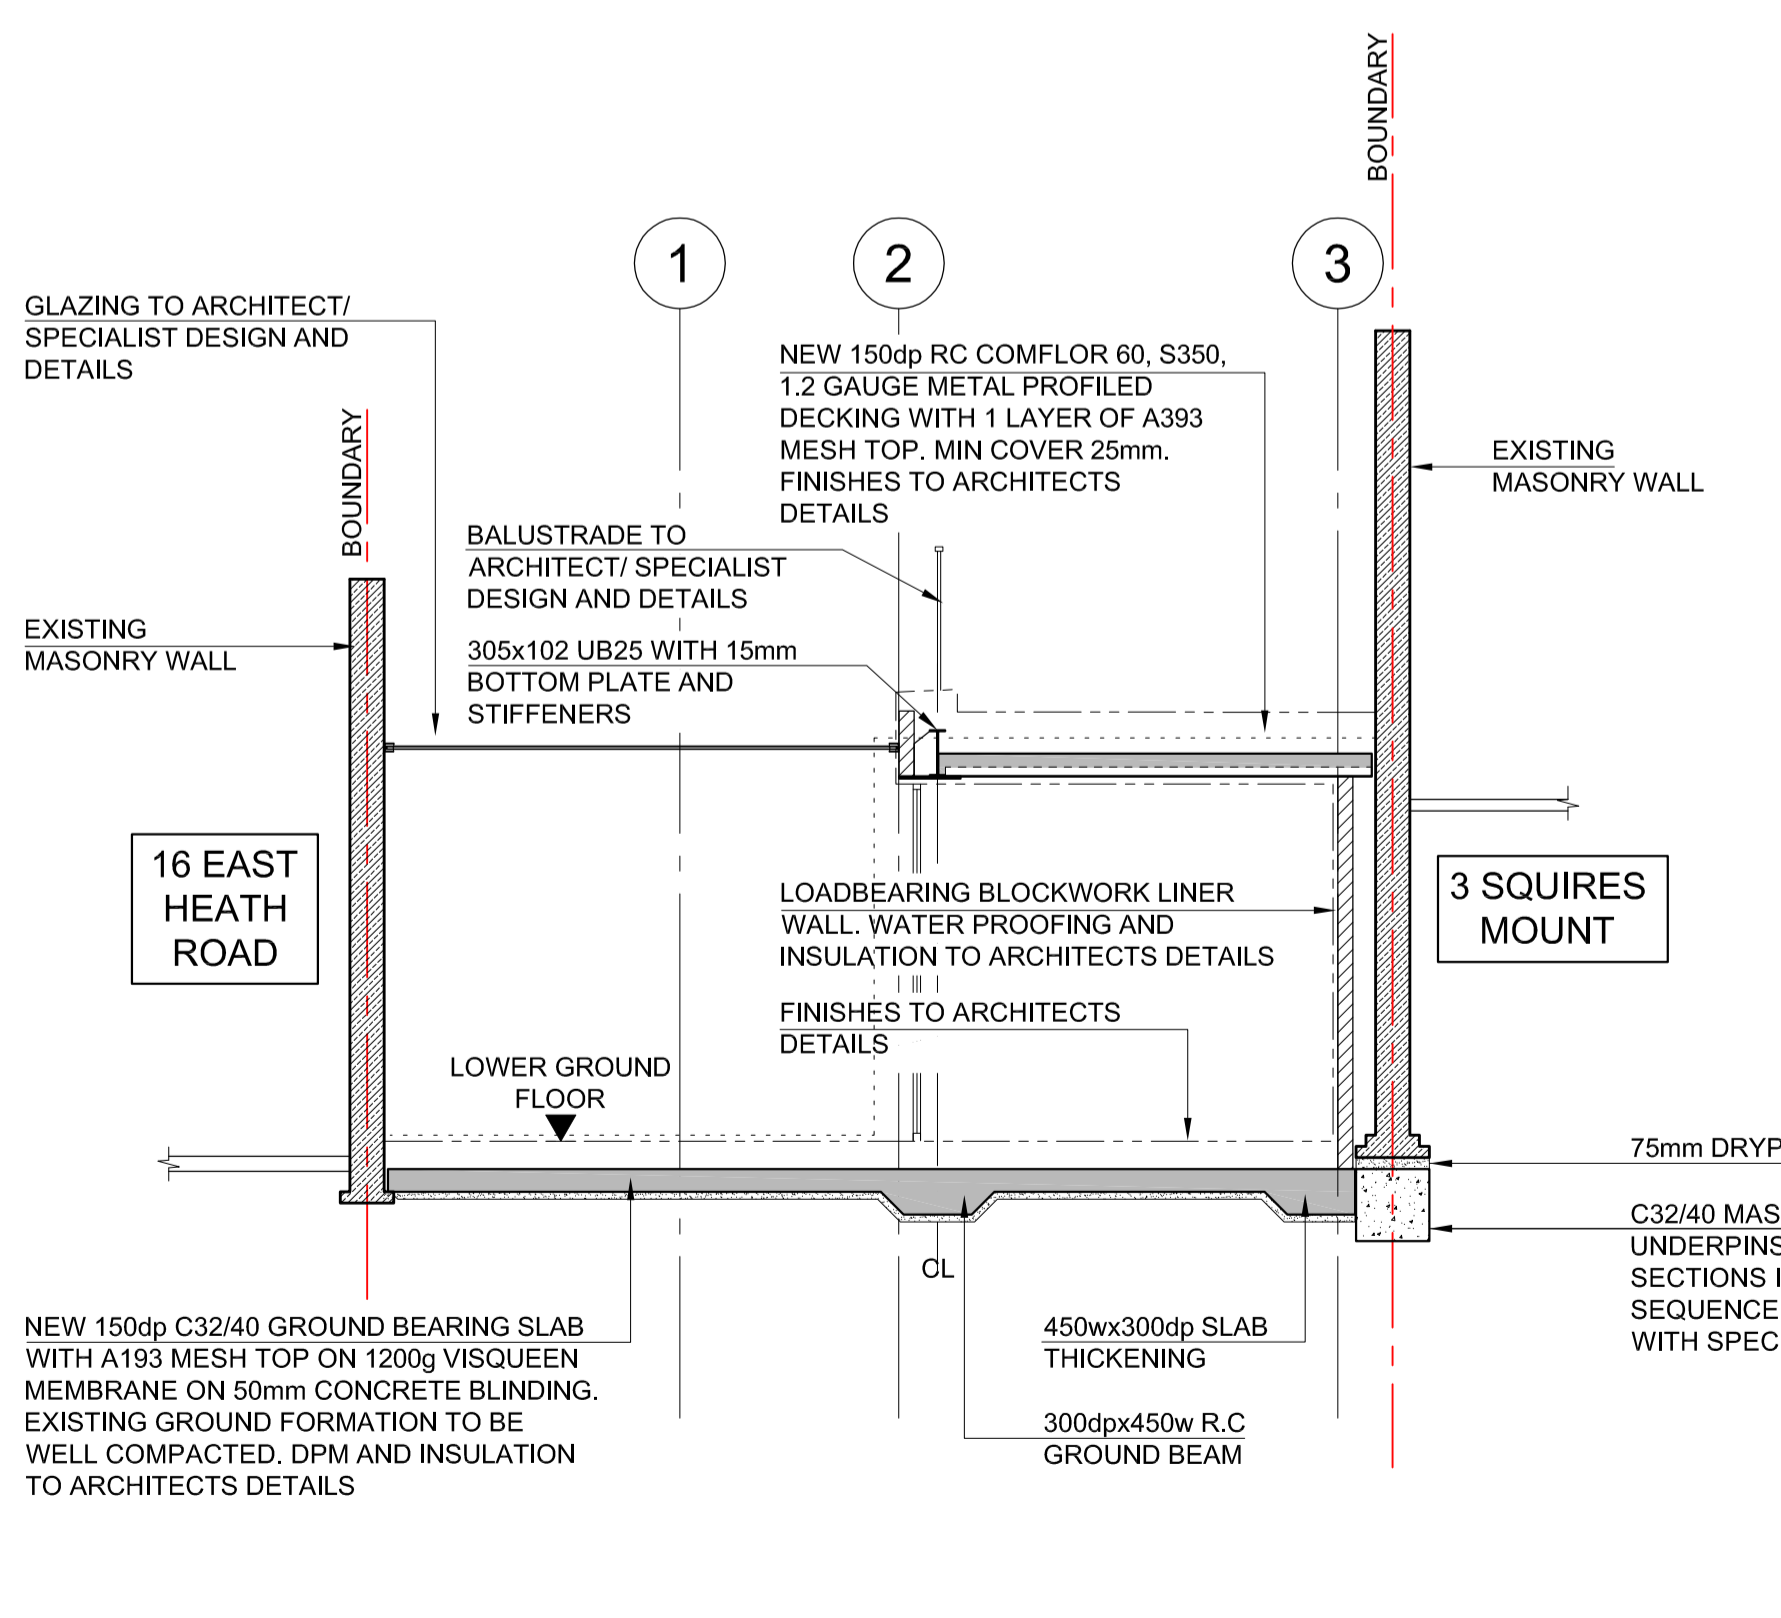 BOUNDARY
1
2
3
GLAZING TO ARCHITECT/
SPECIALIST DESIGN AND
DETAILS
NEW 150dp RC COMFLOR 60, S350,
1.2 GAUGE METAL PROFILED
DECKING WITH 1 LAYER OF A393
MESH TOP. MIN COVER 25mm.
FINISHES TO ARCHITECTS
DETAILS
BOUNDARY
EXISTING
MASONRY WALL
BALUSTRADE TO
ARCHITECT/ SPECIALIST
DESIGN AND DETAILS
EXISTING
MASONRY WALL
305x102 UB25 WITH 15mm
BOTTOM PLATE AND
STIFFENERS
16 EAST
HEATH
ROAD
3 SQUIRES
MOUNT
LOADBEARING BLOCKWORK LINER
WALL. WATER PROOFING AND
INSULATION TO ARCHITECTS DETAILS
FINISHES TO ARCHITECTS
DETAILS
LOWER GROUND
FLOOR
75mm DRYP
C32/40 MAS
UNDERPINS
SECTIONS I
SEQUENCE
WITH SPEC
CL
NEW 150dp C32/40 GROUND BEARING SLAB
WITH A193 MESH TOP ON 1200g VISQUEEN
MEMBRANE ON 50mm CONCRETE BLINDING.
EXISTING GROUND FORMATION TO BE
WELL COMPACTED. DPM AND INSULATION
TO ARCHITECTS DETAILS
450wx300dp SLAB
THICKENING
300dpx450w R.C
GROUND BEAM